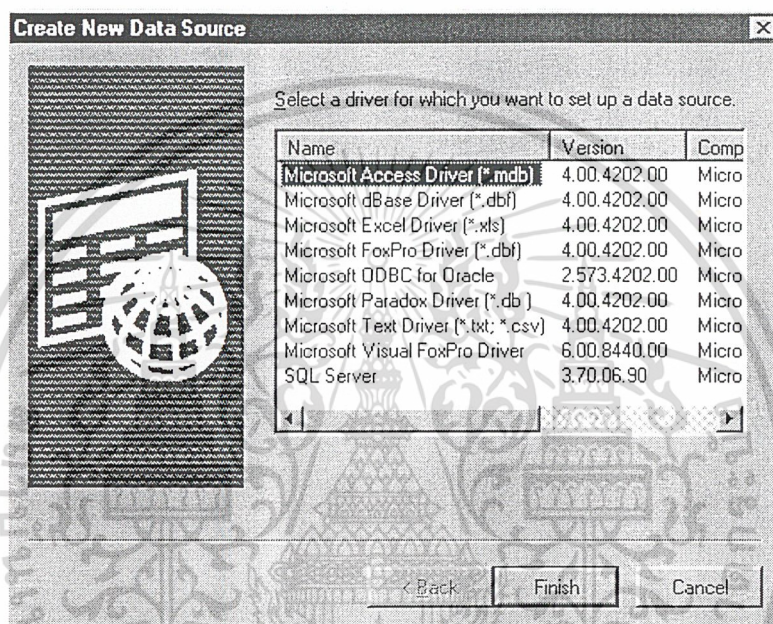 Create New Data Source
Select a driver for which you want to set up a data source.
Name Version Comp
Microsoft Access Driver (*.mdb) 4.00.4202.00 Micro
Microsoft dBase Driver (*.dbf) 4.00.4202.00 Micro
Microsoft Excel Driver (*.xls) 4.00.4202.00 Micro
Microsoft FoxPro Driver (*.dbf) 4.00.4202.00 Micro
Microsoft ODBC for Oracle 2.573.4202.00 Micro
Microsoft Paradox Driver (*.db ) 4.00.4202.00 Micro
Microsoft Text Driver (*.txt; *.csv) 4.00.4202.00 Micro
Microsoft Visual FoxPro Driver 6.00.8440.00 Micro
SQL Server 3.70.06.90 Micro
< Back Finish Cancel